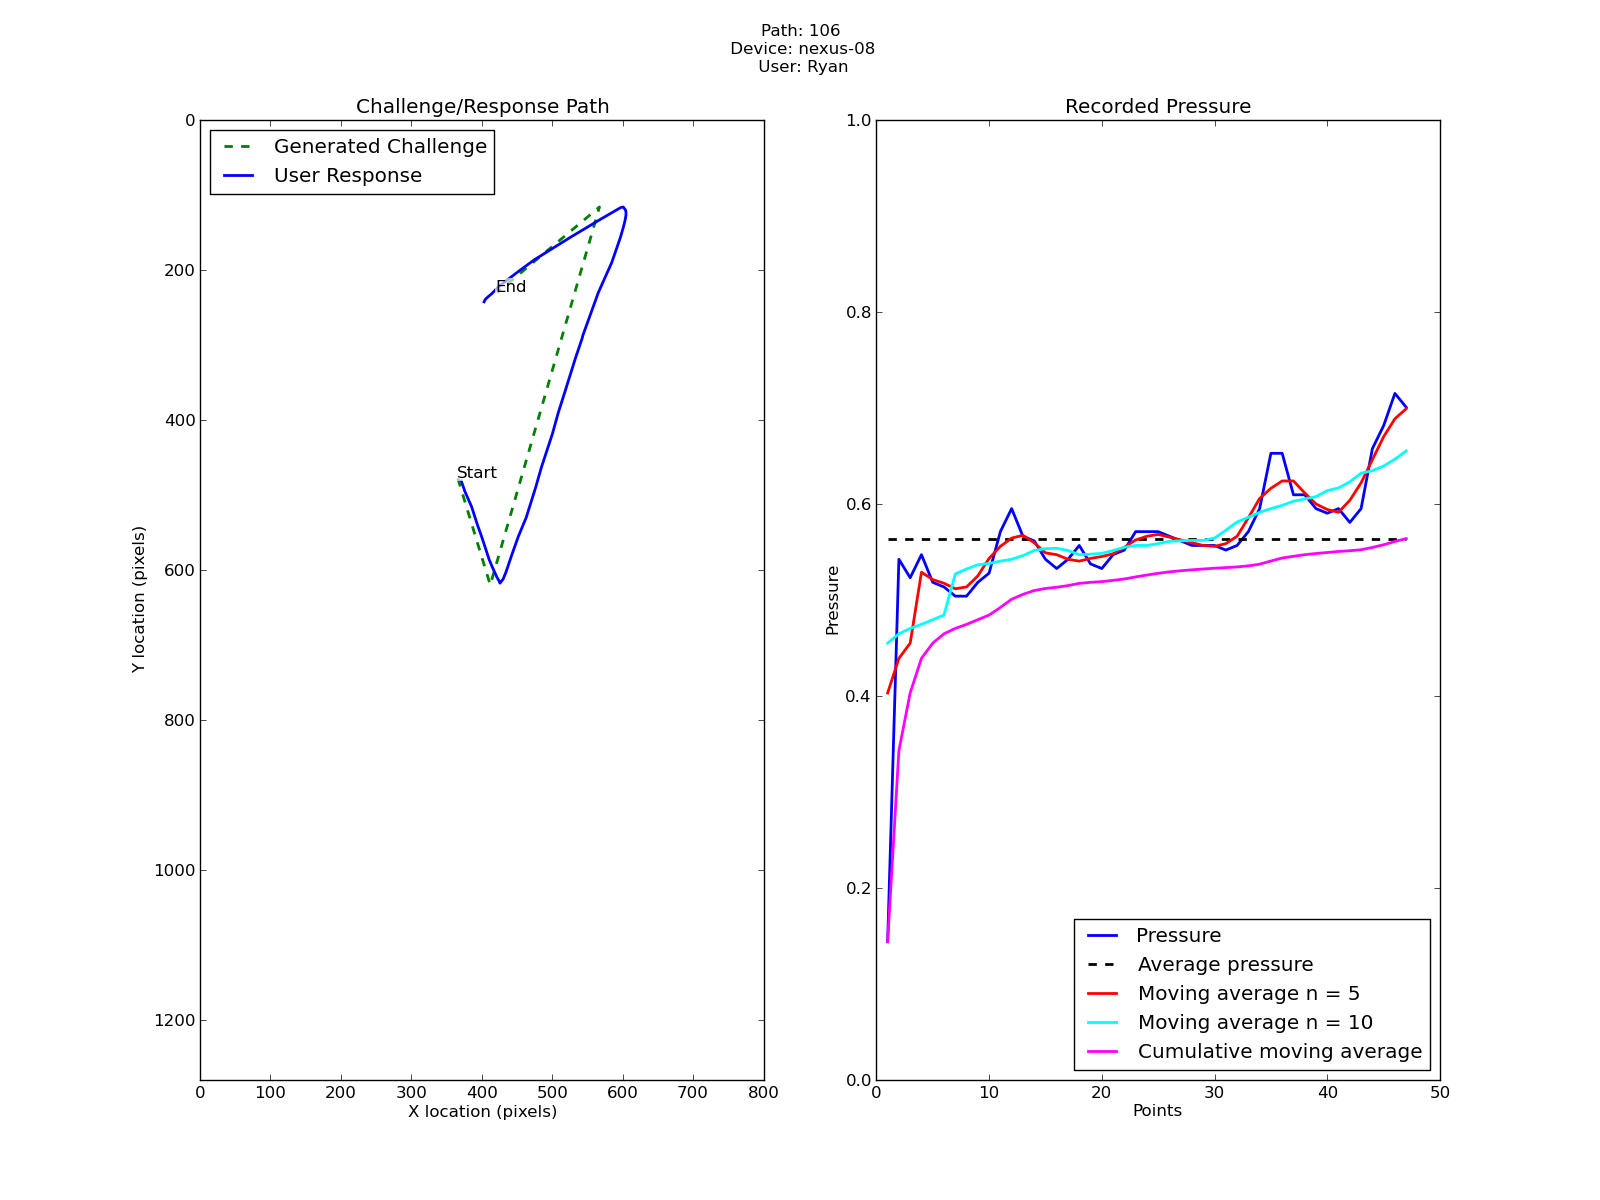 Path: 106
Device: nexus-08
User: Ryan
Challenge/Response Path
Generated Challenge
User Response
Start
End
0
200
400
600
800
1000
1200
Y location (pixels)
0 100 200 300 400 500 600 700 800
X location (pixels)
Recorded Pressure
1.0
0.8
0.6
0.4
0.2
0.0
Pressure
Pressure
Average pressure
Moving average n = 5
Moving average n = 10
Cumulative moving average
0 10 20 30 40 50
Points